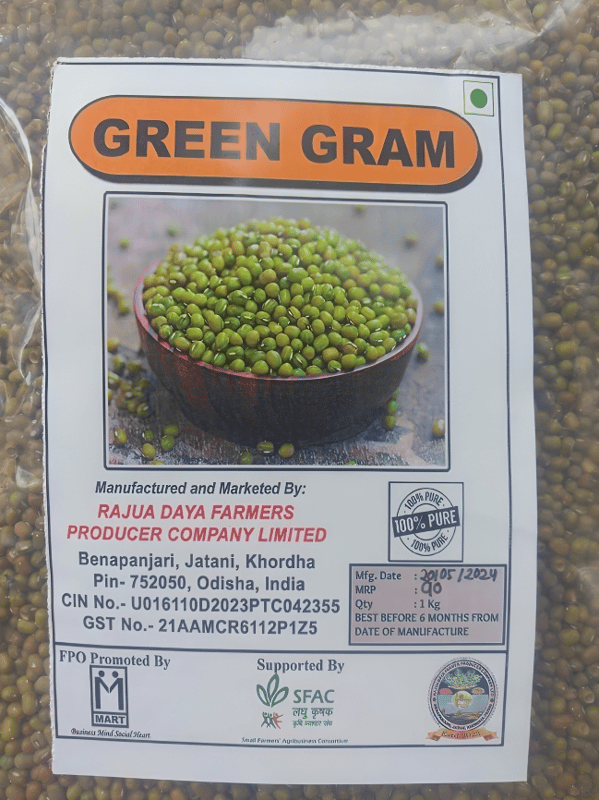 GREEN GRAM
Manufactured and Marketed By:
RAJUA DAYA FARMERS
PRODUCER COMPANY LIMITED
Benapanjari, Jatani, Khordha
Pin- 752050, Odisha, India
CIN No.- U016110D2023PTC042355
GST No.- 21AAMCR6112P1Z5
100% PURE
100% PURE
100% PURE
Mfg. Date : 20/05/2024
MRP : 90
Qty : 1 Kg
BEST BEFORE 6 MONTHS FROM
DATE OF MANUFACTURE
FPO Promoted By
MART
Business Mind Social Heart
Supported By
SFAC
लघु कृषक
कृषि व्यापार संघ
Small Farmers' Agribusiness Consortium